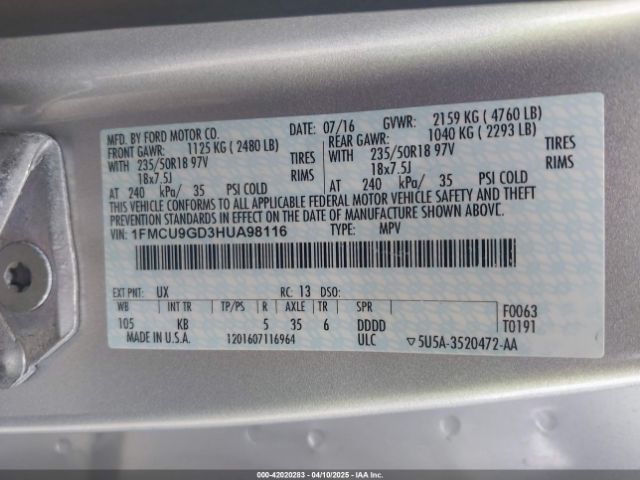 MFD. BY FORD MOTOR CO.
DATE: 07/16 GVWR: 2159 KG ( 4760 LB)
FRONT GAWR: 1125 KG ( 2480 LB) REAR GAWR: 1040 KG ( 2293 LB)
WITH 235/50R18 97V TIRES WITH 235/50R18 97V TIRES
18x7.5J RIMS 18x7.5J RIMS
AT 240 kPa/ 35 PSI COLD AT 240 kPa/ 35 PSI COLD
THIS VEHICLE CONFORMS TO ALL APPLICABLE FEDERAL MOTOR VEHICLE SAFETY AND THEFT
PREVENTION STANDARDS IN EFFECT ON THE DATE OF MANUFACTURE SHOWN ABOVE.
VIN: 1FMCU9GD3HUA98116 TYPE: MPV
EXT PNT: UX RC: 13 DSO:
WB INT TR TP/PS R AXLE TR SPR F0063
105 KB 5 35 6 DDDD T0191
MADE IN U.S.A. 1201607116964 ULC ▽5U5A-3520472-AA
000-42020283 - 04/10/2025 - IAA Inc. (IAA)